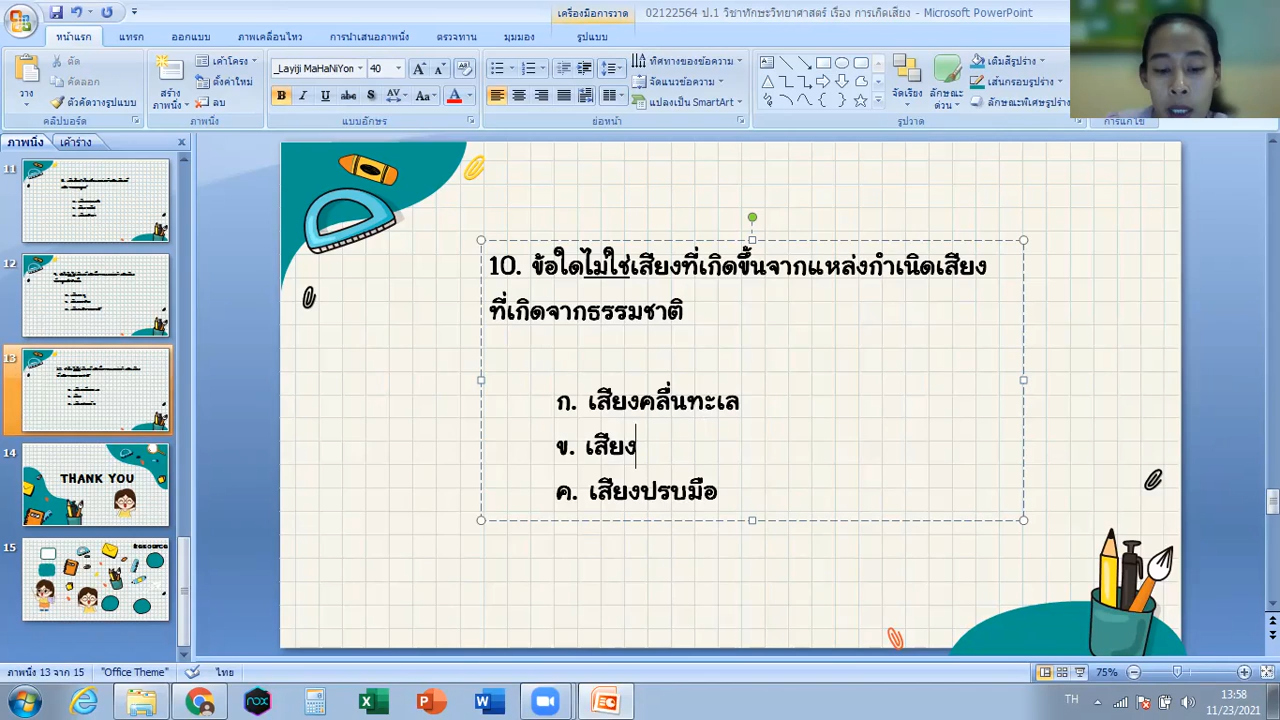 เครื่องมือการวาด
02122564 ป.1 วิชาทักษะวิทยาศาสตร์ เรื่อง การเกิดเสียง - Microsoft PowerPoint
หน้าแรก แทรก ออกแบบ ภาพเคลื่อนไหว การนำเสนอภาพนิ่ง ตรวจทาน มุมมอง รูปแบบ
วาง
ตัด
คัดลอก
ตัวคัดวางรูปแบบ
คลิปบอร์ด
สร้าง
ภาพนิ่ง
เค้าโครง
ตั้งค่าใหม่
ลบ
ภาพนิ่ง
_Layiji MaHaNiYon
40
B I U abc S AV Aa A
แบบอักษร
ทิศทางของข้อความ
จัดแนวข้อความ
แปลงเป็น SmartArt
ย่อหน้า
จัดเรียง
ลักษณะ
ด่วน
เติมสีรูปร่าง
เส้นกรอบรูปร่าง
ลักษณะพิเศษรูปร่าง
รูปวาด
การแก้ไข
ภาพนิ่ง เค้าร่าง
11
12
13
14
THANK YOU
15
Resource
10. ข้อใดไม่ใช่เสียงที่เกิดขึ้นจากแหล่งกำเนิดเสียง
ที่เกิดจากธรรมชาติ
ก. เสียงคลื่นทะเล
ข. เสียง
ค. เสียงปรบมือ
ภาพนิ่ง 13 จาก 15 "Office Theme" ไทย 75%
nox
TH
13:58
11/23/2021